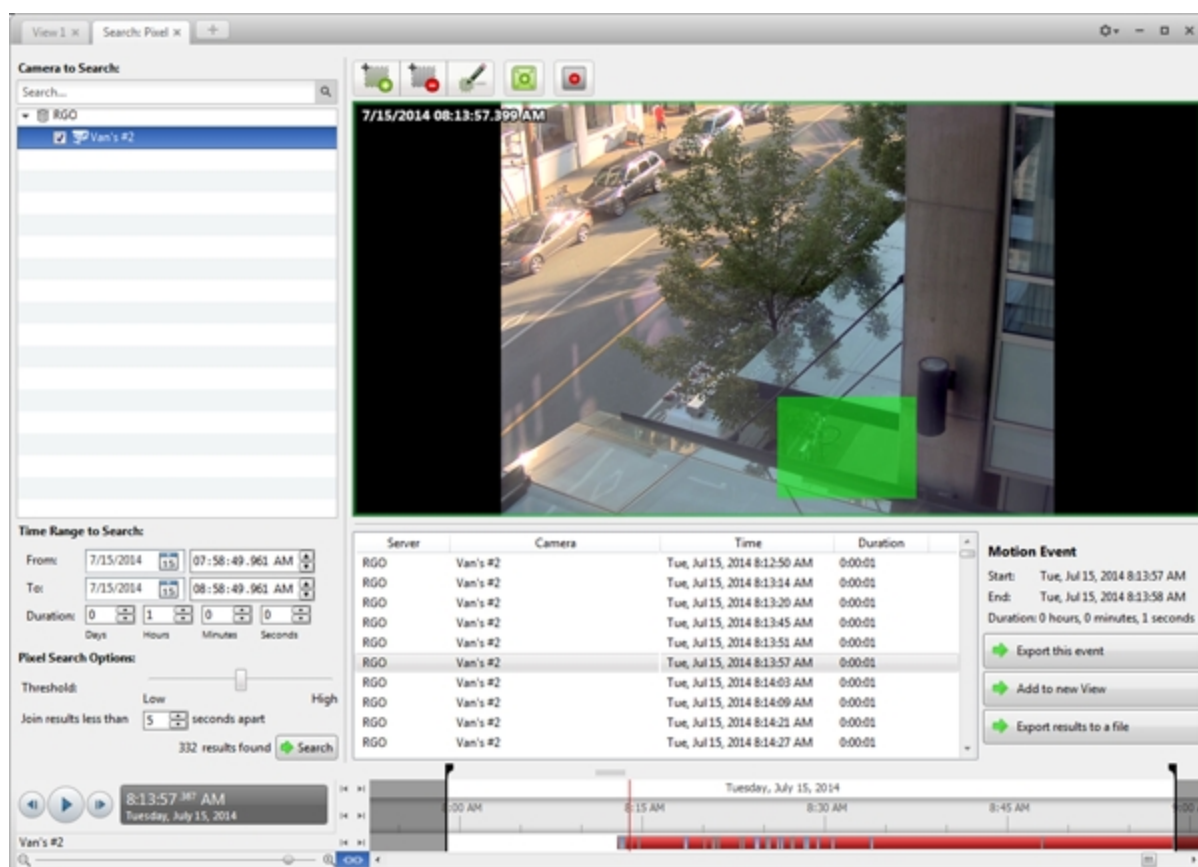 View 1
Search: Pixel
Camera to Search:
Search...
RGO
Van's #2
7/15/2014 08:13:57.399 AM
Time Range to Search:
From: 7/15/2014 15 07:58:49.961 AM
To: 7/15/2014 15 08:58:49.961 AM
Duration: 0 1 0 0
Days Hours Minutes Seconds
Pixel Search Options:
Threshold:
Low High
Join results less than 5 seconds apart
332 results found Search
Server Camera Time Duration
RGO Van's #2 Tue, Jul 15, 2014 8:12:50 AM 0:00:01
RGO Van's #2 Tue, Jul 15, 2014 8:13:14 AM 0:00:01
RGO Van's #2 Tue, Jul 15, 2014 8:13:20 AM 0:00:01
RGO Van's #2 Tue, Jul 15, 2014 8:13:45 AM 0:00:01
RGO Van's #2 Tue, Jul 15, 2014 8:13:51 AM 0:00:01
RGO Van's #2 Tue, Jul 15, 2014 8:13:57 AM 0:00:01
RGO Van's #2 Tue, Jul 15, 2014 8:14:03 AM 0:00:01
RGO Van's #2 Tue, Jul 15, 2014 8:14:09 AM 0:00:01
RGO Van's #2 Tue, Jul 15, 2014 8:14:21 AM 0:00:01
RGO Van's #2 Tue, Jul 15, 2014 8:14:27 AM 0:00:01
Motion Event
Start: Tue, Jul 15, 2014 8:13:57 AM
End: Tue, Jul 15, 2014 8:13:58 AM
Duration: 0 hours, 0 minutes, 1 seconds
Export this event
Add to new View
Export results to a file
8:13:57.387 AM
Tuesday, July 15, 2014
Tuesday, July 15, 2014
:00 AM 8:15 AM 8:30 AM 8:45 AM
Van's #2